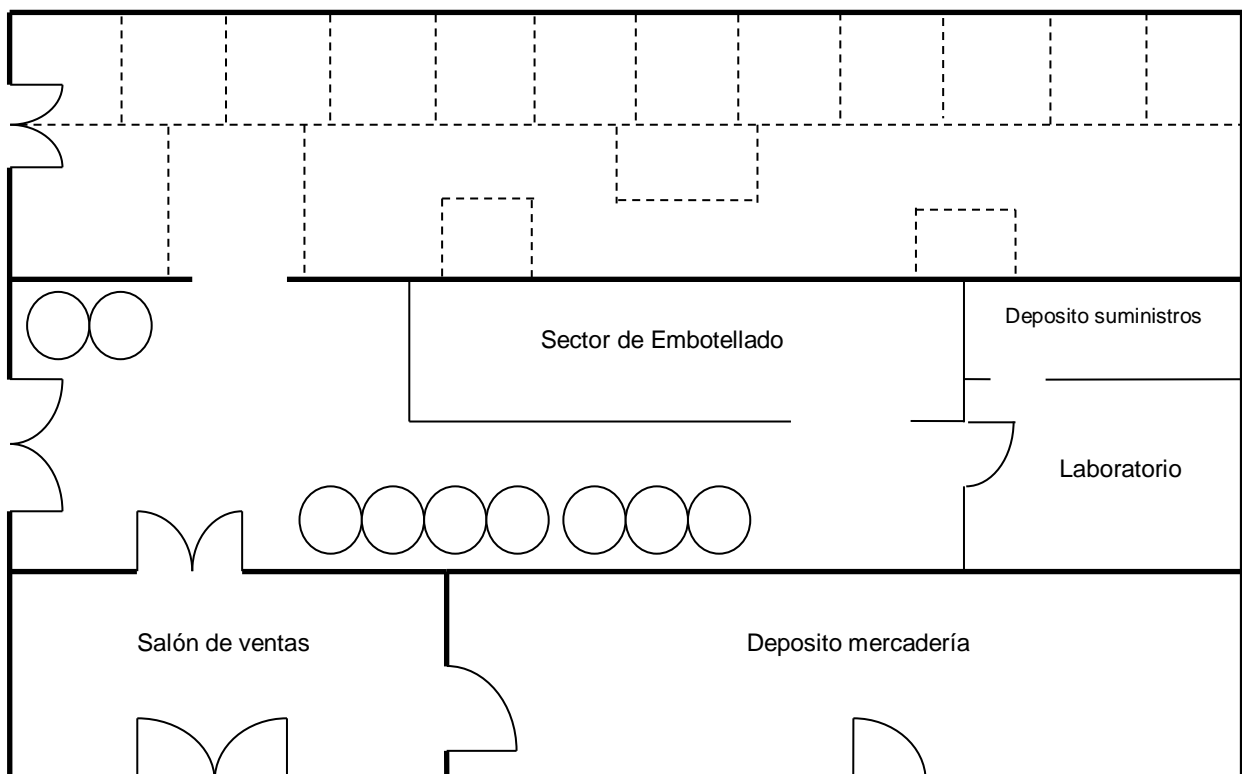 Deposito suministros
Sector de Embotellado
Laboratorio
Salón de ventas
Deposito mercadería